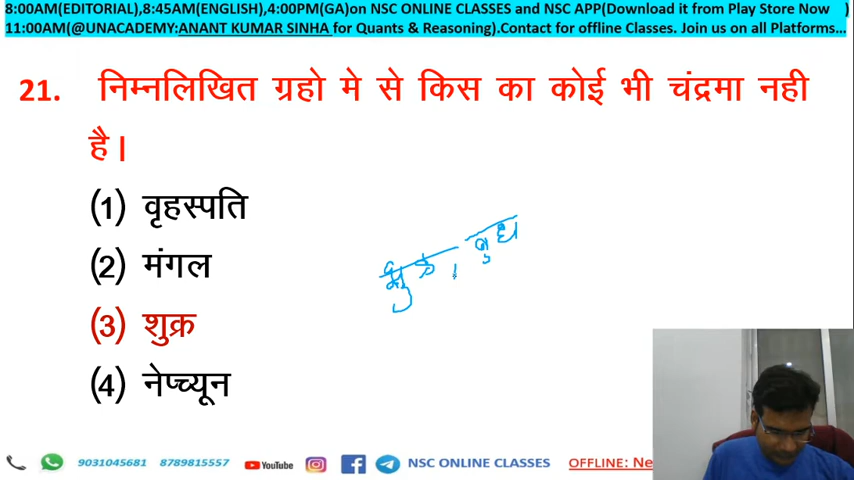 8:00AM(EDITORIAL),8:45AM(ENGLISH),4:00PM(GA)on NSC ONLINE CLASSES and NSC APP(Download it from Play Store Now )
11:00AM(@UNACADEMY:ANANT KUMAR SINHA for Quants & Reasoning).Contact for offline Classes. Join us on all Platforms...
21. निम्नलिखित ग्रहो मे से किस का कोई भी चंद्रमा नही
है।
(1) वृहस्पति
(2) मंगल
शुक्र, बुध
(3) शुक्र
(4) नेप्च्यून
9031045681 8789815557 YouTube NSC ONLINE CLASSES OFFLINE: Ne